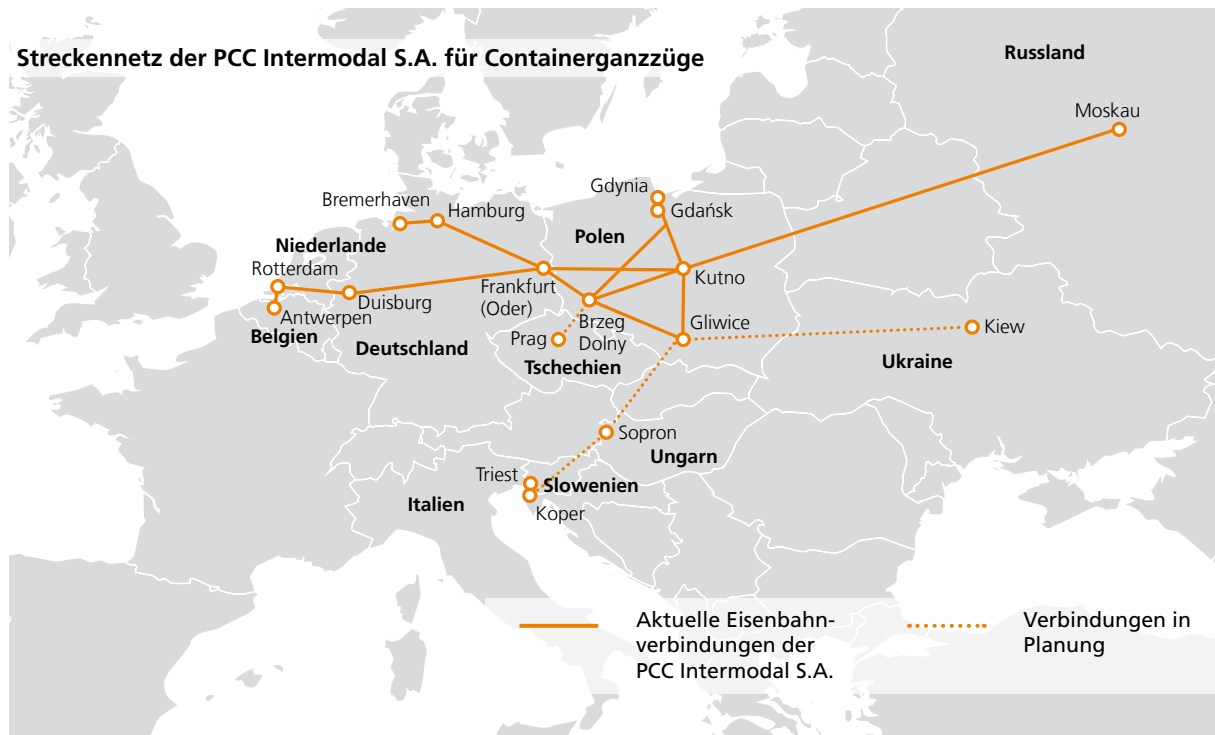 Streckennetz der PCC Intermodal S.A. für Containerganzzüge
Russland
Moskau
Gdynia
Gdańsk
Bremerhaven
Hamburg
Polen
Niederlande
Rotterdam
Duisburg
Frankfurt
(Oder)
Kutno
Antwerpen
Belgien
Deutschland
Prag
Brzeg
Dolny
Gliwice
Kiew
Tschechien
Ukraine
Sopron
Ungarn
Triest
Slowenien
Italien
Koper
Aktuelle Eisenbahn-
verbindungen der
PCC Intermodal S.A.
Verbindungen in
Planung